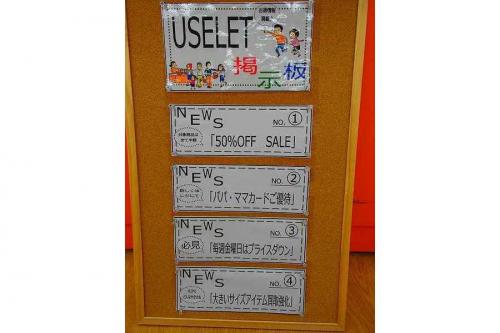 USELET
掲示板
NEWS NO. ①
「50%OFF SALE」
NEWS NO. ②
「パパ・ママカードご優待」
NEWS NO. ③
必見
「毎週金曜日はプライスダウン」
NEWS NO. ④
「大きいサイズアイテム買取強化」